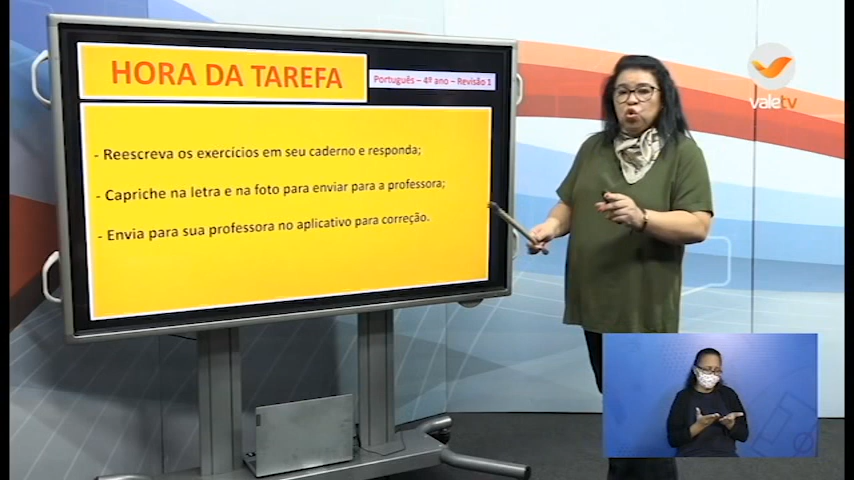 HORA DA TAREFA
Português – 4º ano – Revisão 1
- Reescreva os exercícios em seu caderno e responda;
- Capriche na letra e na foto para enviar para a professora;
- Envia para sua professora no aplicativo para correção.
valetv